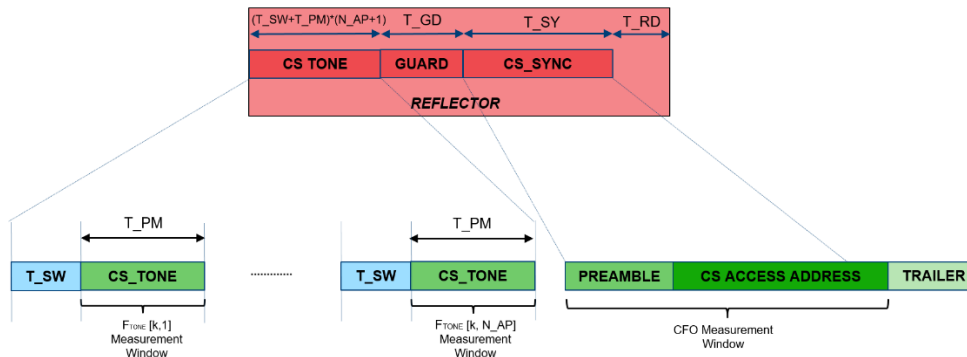 (T_SW+T_PM)*(N_AP+1) T_GD T_SY T_RD
CS TONE GUARD CS_SYNC
REFLECTOR
T_PM T_PM
T_SW CS_TONE .............. T_SW CS_TONE PREAMBLE CS ACCESS ADDRESS TRAILER
FTONE [k,1]
Measurement
Window
FTONE [k, N_AP]
Measurement
Window
CFO Measurement
Window